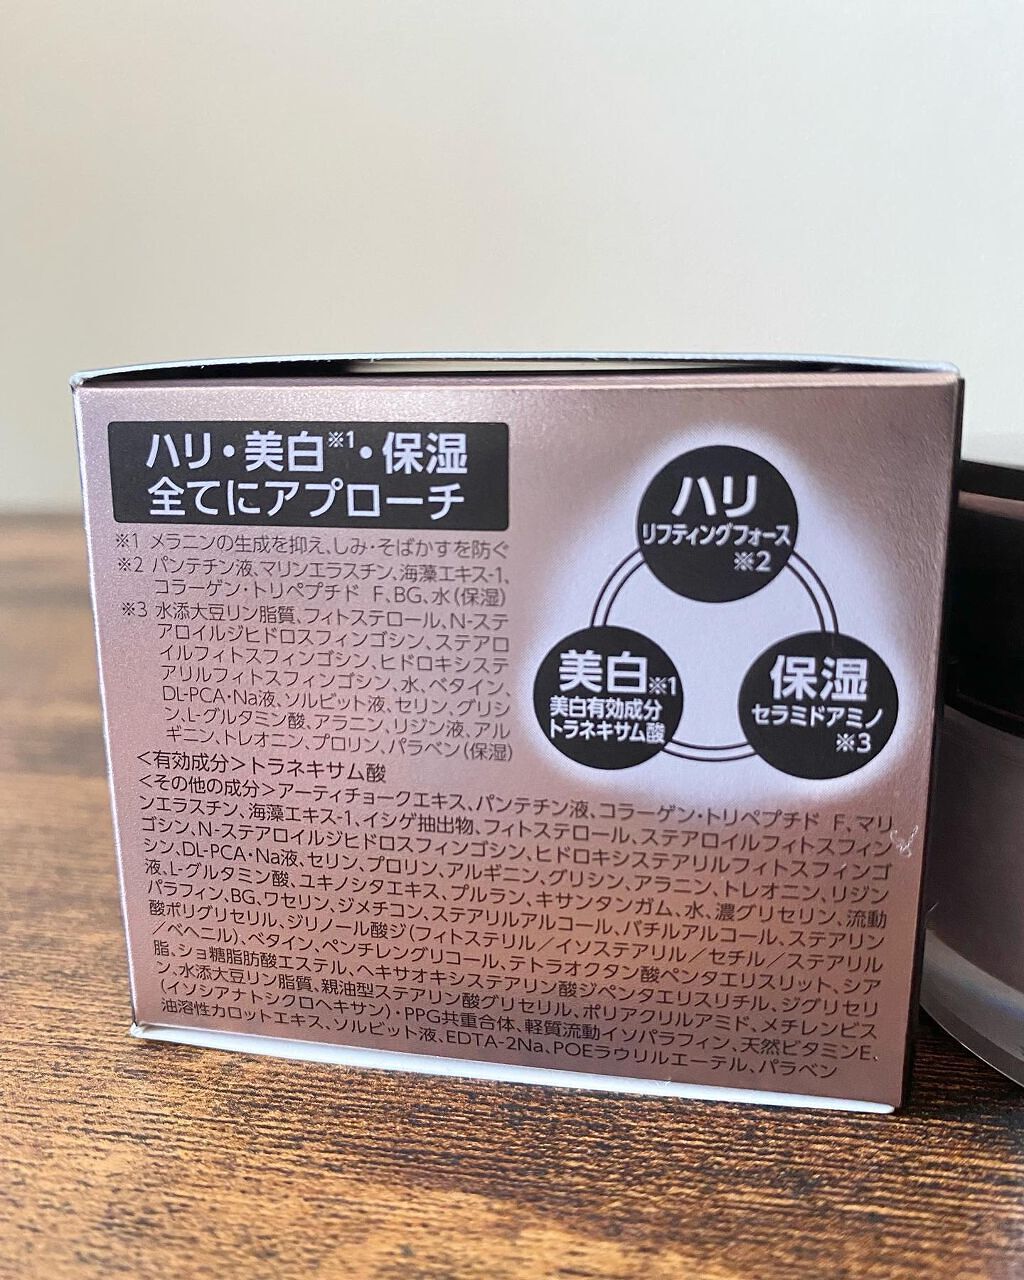 ハリ・美白※1・保湿
全てにアプローチ
※1 メラニンの生成を抑え、しみ・そばかすを防ぐ
※2 パンテチン液、マリンエラスチン、海藻エキス-1、
コラーゲン・トリペプチド F、BG、水(保湿)
※3 水添大豆リン脂質、フィトステロール、N-ステ
アロイルジヒドロスフィンゴシン、ステアロ
イルフィトスフィンゴシン、ヒドロキシステ
アリルフィトスフィンゴシン、水、ベタイン、
DL-PCA・Na液、ソルビット液、セリン、グリシ
ン、L-グルタミン酸、アラニン、リジン液、アル
ギニン、トレオニン、プロリン、パラベン(保湿)
ハリ
リフティングフォース
※2
美白※1
美白有効成分
トラネキサム酸
保湿
セラミドアミノ
※3
<有効成分>トラネキサム酸
<その他の成分>アーティチョークエキス、パンテチン液、コラーゲン・トリペプチド F、マリ
ンエラスチン、海藻エキス-1、イシゲ抽出物、フィトステロール、ステアロイルフィトスフィン
ゴシン、N-ステアロイルジヒドロスフィンゴシン、ヒドロキシステアリルフィトスフィンゴ
シン、DL-PCA・Na液、セリン、プロリン、アルギニン、グリシン、アラニン、トレオニン、リジン
液、L-グルタミン酸、ユキノシタエキス、プルラン、キサンタンガム、水、濃グリセリン、流動
パラフィン、BG、ワセリン、ジメチコン、ステアリルアルコール、バチルアルコール、ステアリン
酸ポリグリセリル、ジリノール酸ジ(フィトステリル/イソステアリル/セチル/ステアリル
/ベヘニル)、ベタイン、ペンチレングリコール、テトラオクタン酸ペンタエリスリット、シア
脂、ショ糖脂肪酸エステル、ヘキサオキシステアリン酸ジペンタエリスリチル、ジグリセリ
ン、水添大豆リン脂質、親油型ステアリン酸グリセリル、ポリアクリルアミド、メチレンビス
(イソシアナトシクロヘキサン)・PPG共重合体、軽質流動イソパラフィン、天然ビタミンE、
油溶性カロットエキス、ソルビット液、EDTA-2Na、POEラウリルエーテル、パラベン